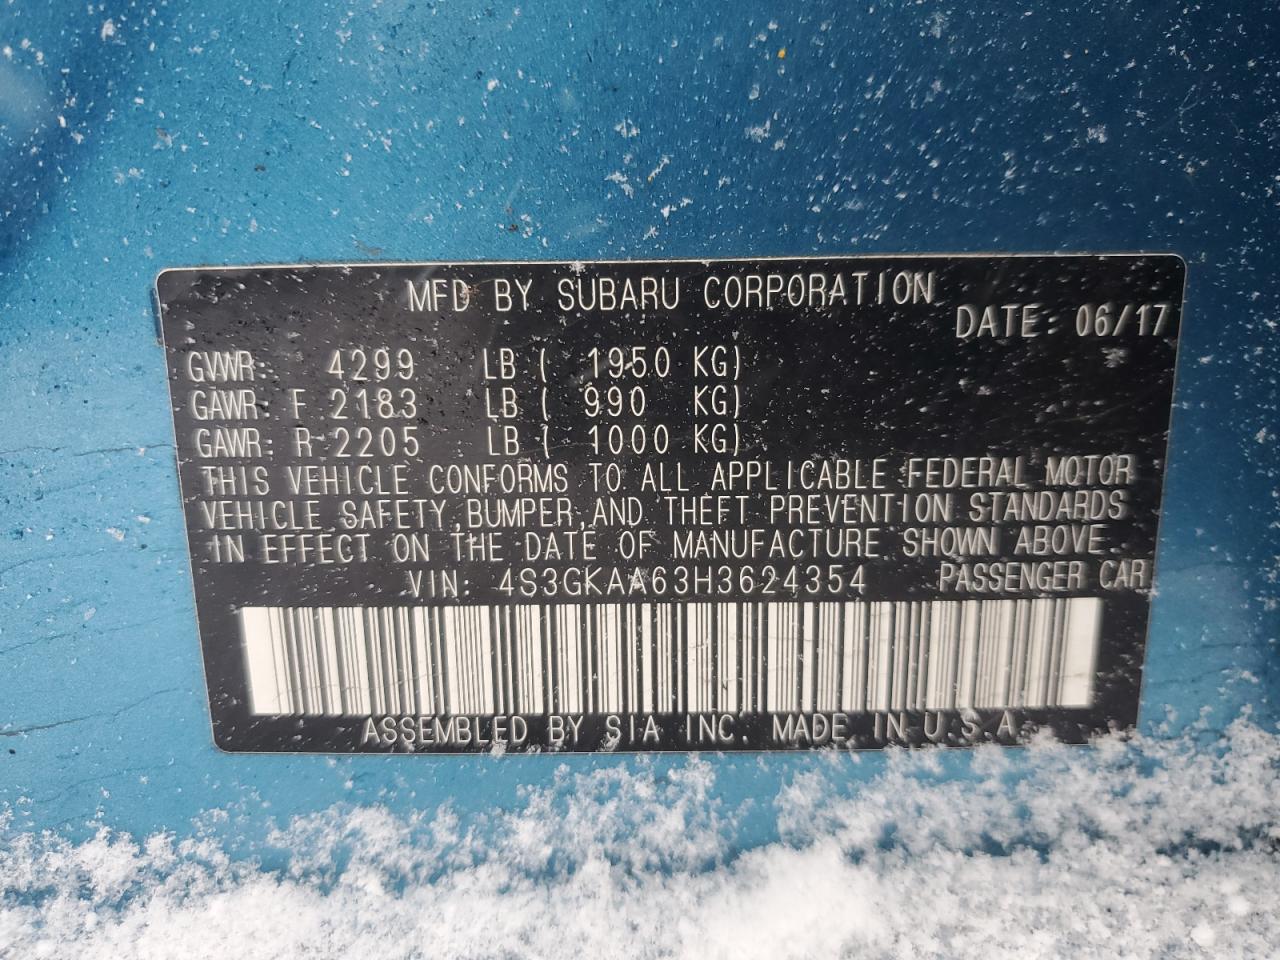 MFD BY SUBARU CORPORATION
DATE: 06/17
GVWR: 4299 LB ( 1950 KG)
GAWR: F 2183 LB ( 990 KG)
GAWR: R 2205 LB ( 1000 KG)
THIS VEHICLE CONFORMS TO ALL APPLICABLE FEDERAL MOTOR
VEHICLE SAFETY, BUMPER, AND THEFT PREVENTION STANDARDS
IN EFFECT ON THE DATE OF MANUFACTURE SHOWN ABOVE.
VIN: 4S3GKAA63H3624354 PASSENGER CAR
ASSEMBLED BY SIA INC. MADE IN U.S.A.